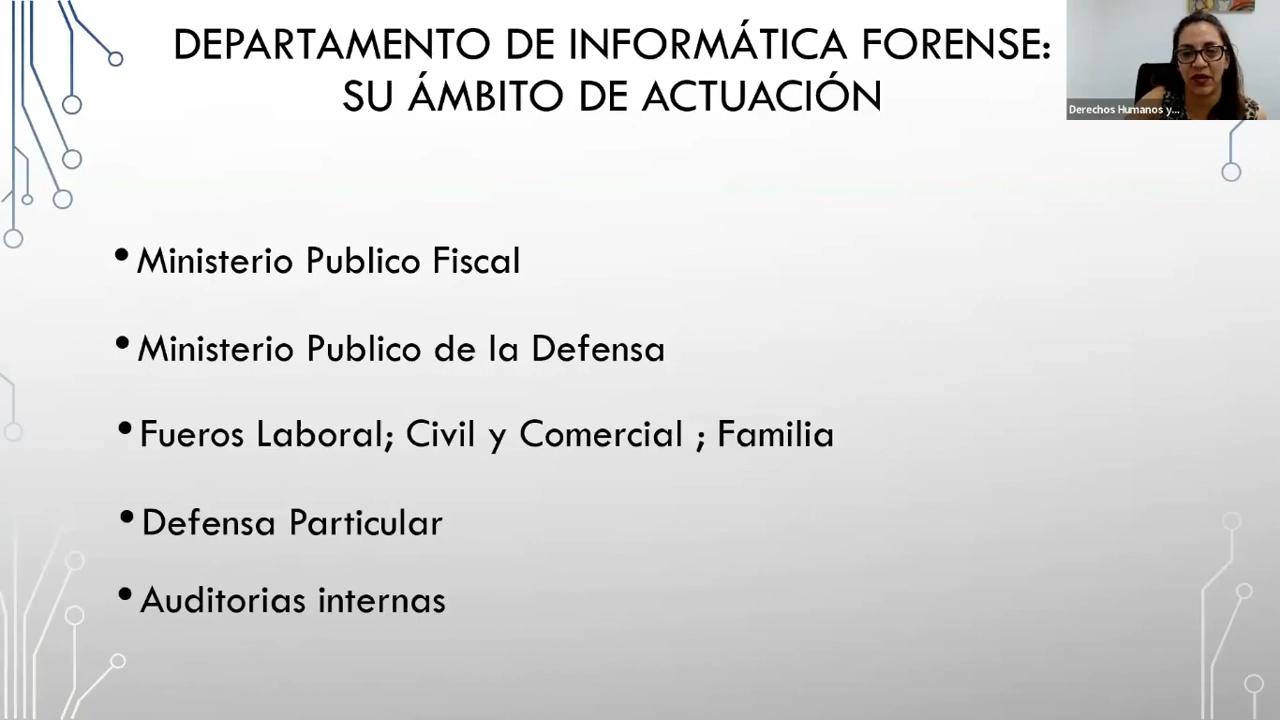 DEPARTAMENTO DE INFORMÁTICA FORENSE:
SU ÁMBITO DE ACTUACIÓN
Derechos Humanos y...
•Ministerio Publico Fiscal
•Ministerio Publico de la Defensa
•Fueros Laboral; Civil y Comercial ; Familia
•Defensa Particular
•Auditorias internas